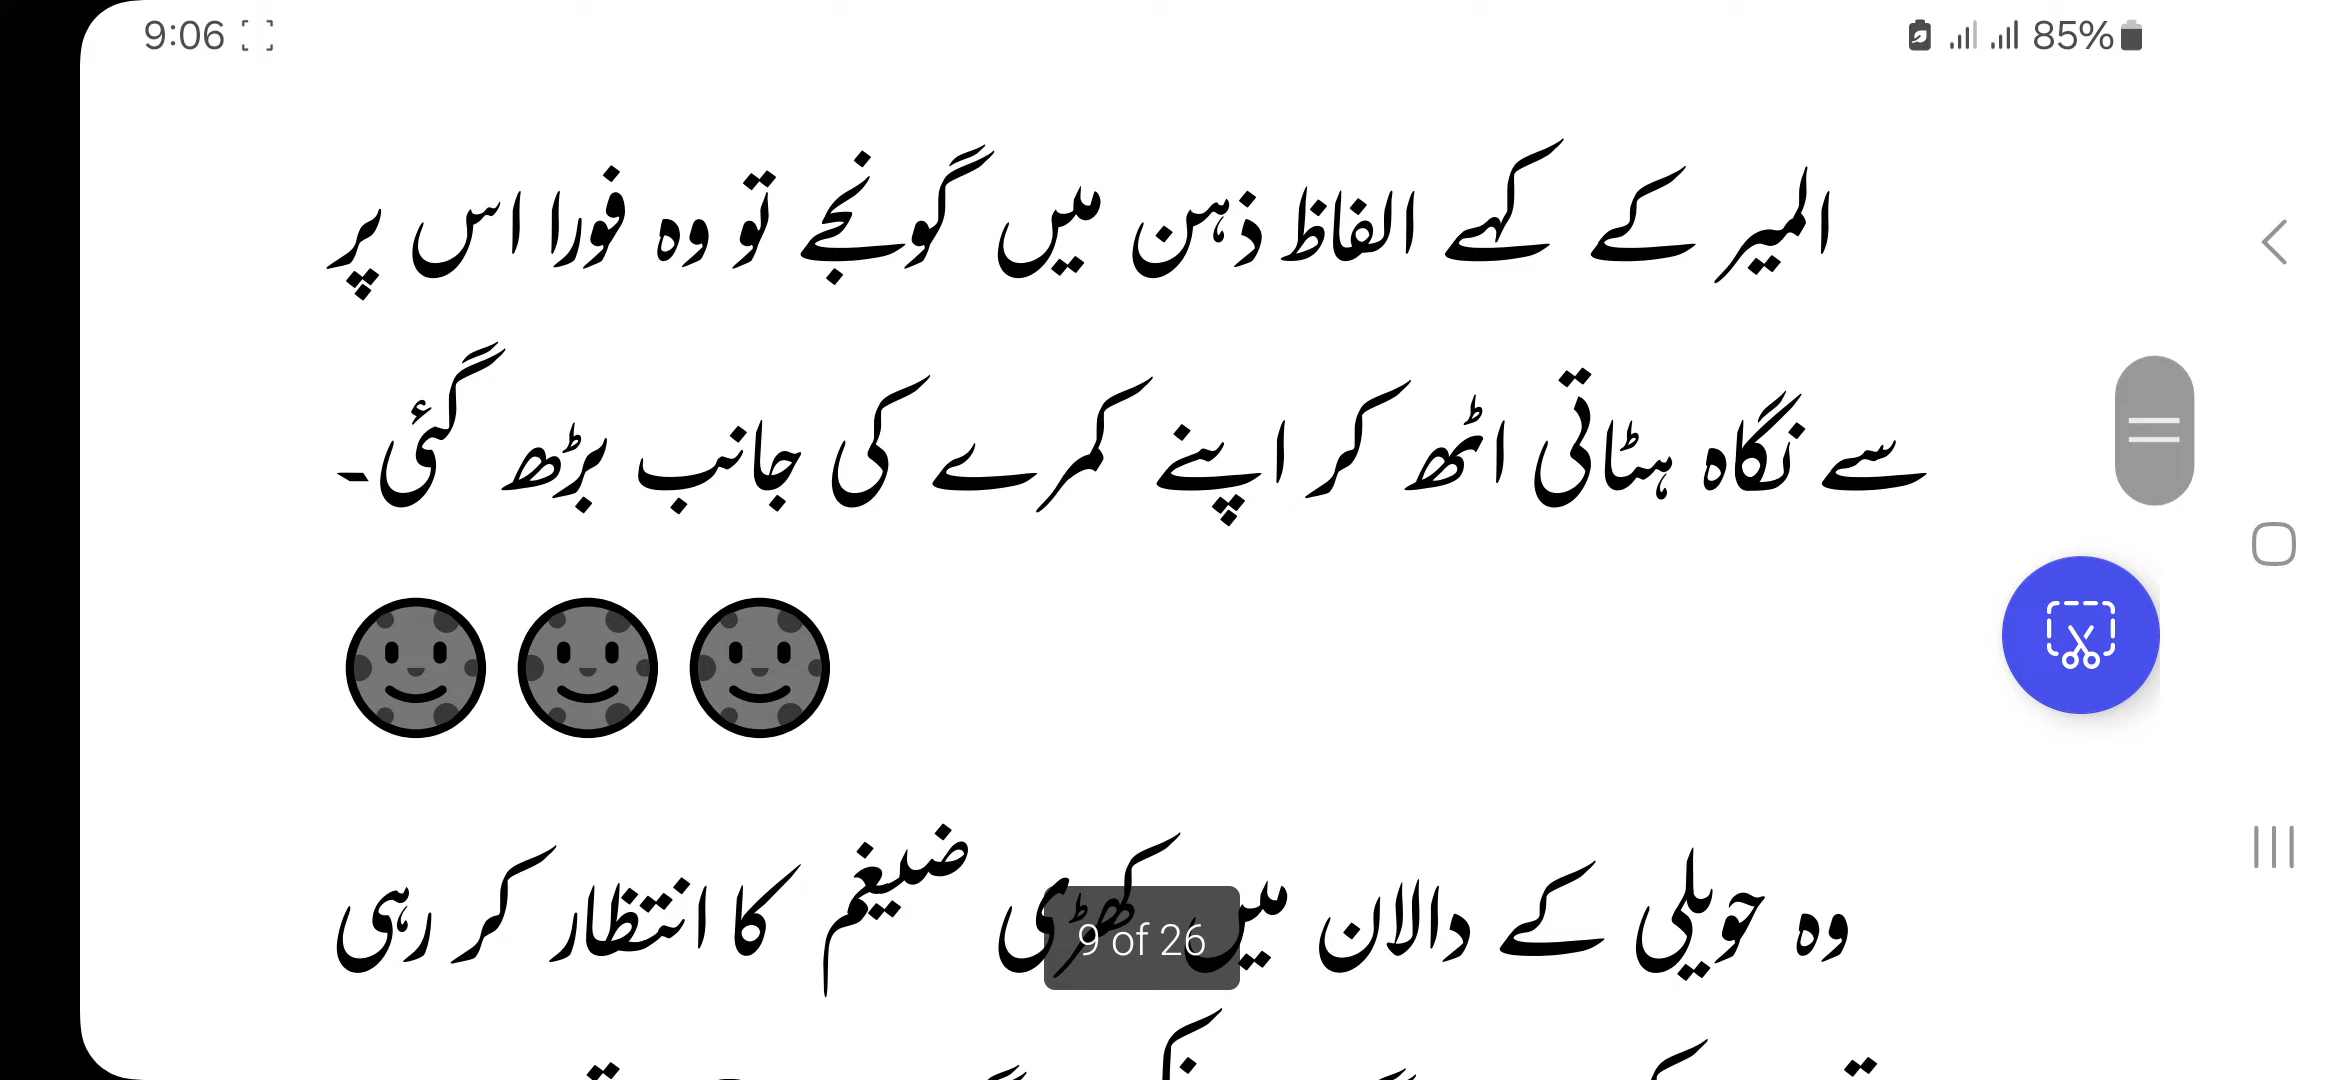 9:06 85%
المیر کے کہے الفاظ ذہن میں گونجے تو وہ فورا اس پر
سے نگاہ ہٹاتی اٹھ کر اپنے کمرے کی جانب بڑھ گئی۔
وہ حویلی کے دالان میں کھڑی ضیغم کا انتظار کر رہی
9 of 26